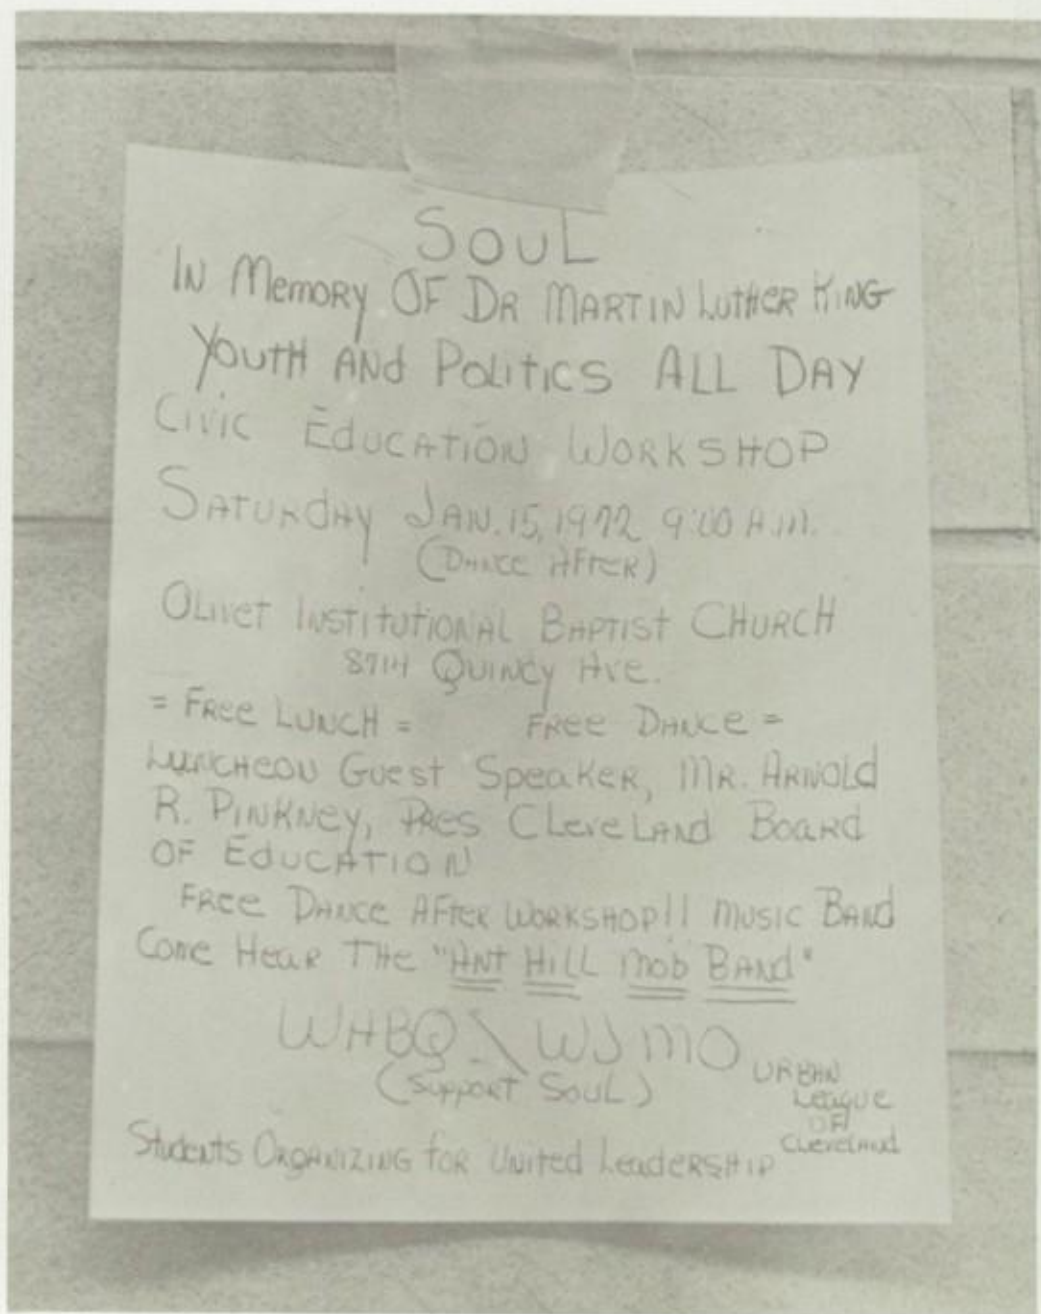 SOUL
IN MEMORY OF DR MARTIN LUTHER KING
YOUTH AND POLITICS ALL DAY
CIVIC EDUCATION WORKSHOP
SATURDAY JAN. 15, 1972 9:00 A.M.
(DANCE AFTER)
OLIVET INSTITUTIONAL BAPTIST CHURCH
8714 QUINCY AVE.
= FREE LUNCH = FREE DANCE =
LUNCHEON GUEST SPEAKER, MR. ARNOLD
R. PINKNEY, PRES CLEVELAND BOARD
OF EDUCATION
FREE DANCE AFTER WORKSHOP!! MUSIC BAND
COME HEAR THE "ANT HILL MOB BAND"
WABQ \ WJMO
(SUPPORT SOUL)
URBAN
LEAGUE
OF
CLEVELAND
STUDENTS ORGANIZING FOR UNITED LEADERSHIP